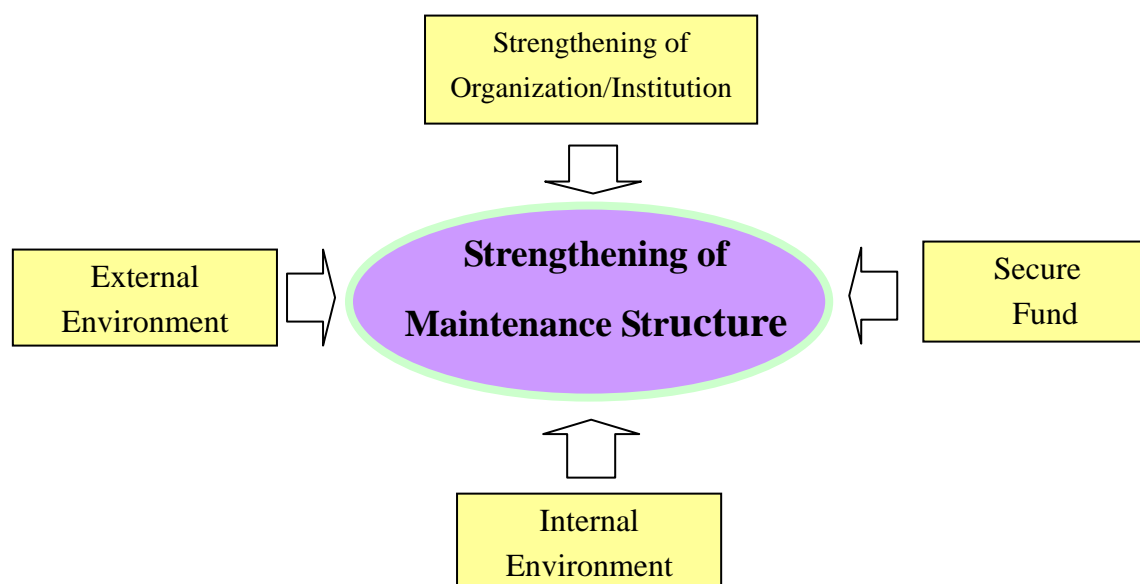 Strengthening of
Organization/Institution
Strengthening of
Maintenance Structure
External
Environment
Secure
Fund
Internal
Environment